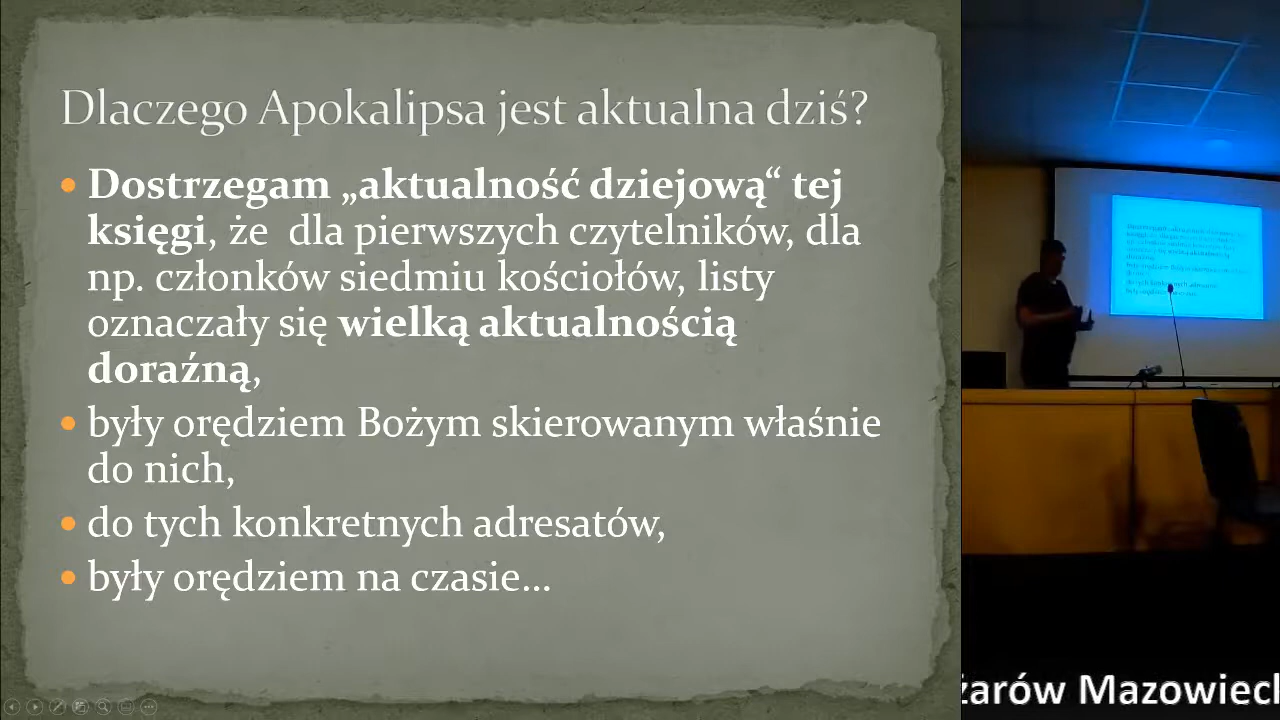 Dlaczego Apokalipsa jest aktualna dziś?
Dostrzegam „aktualność dziejową“ tej
księgi, że dla pierwszych czytelników, dla
np. członków siedmiu kościołów, listy
oznaczały się wielką aktualnością
doraźną,
były orędziem Bożym skierowanym właśnie
do nich,
do tych konkretnych adresatów,
były orędziem na czasie...
żarów Mazowieck